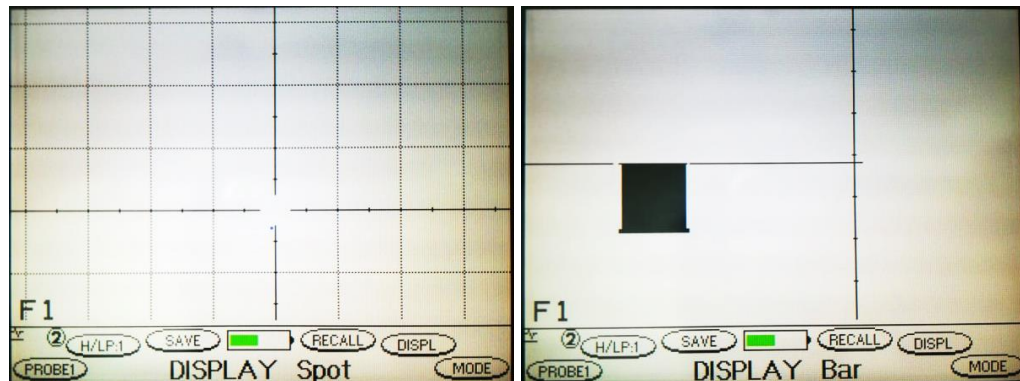 F1
② H/LP:1 SAVE RECALL DISPL
PROBE1 DISPLAY Spot MODE
F1
② H/LP:1 SAVE RECALL DISPL
PROBE1 DISPLAY Bar MODE